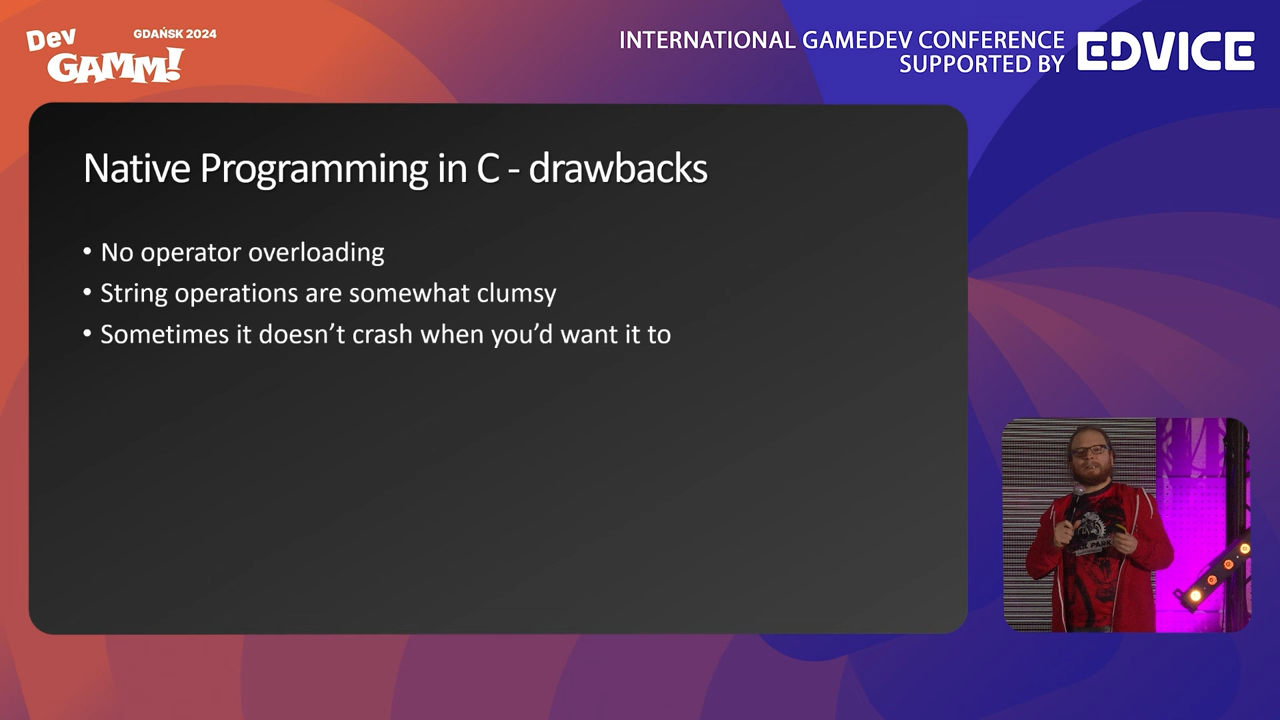 Dev
GAMM!
GDAŃSK 2024
INTERNATIONAL GAMEDEV CONFERENCE
SUPPORTED BY
EDVICE
Native Programming in C - drawbacks
• No operator overloading
• String operations are somewhat clumsy
• Sometimes it doesn’t crash when you’d want it to